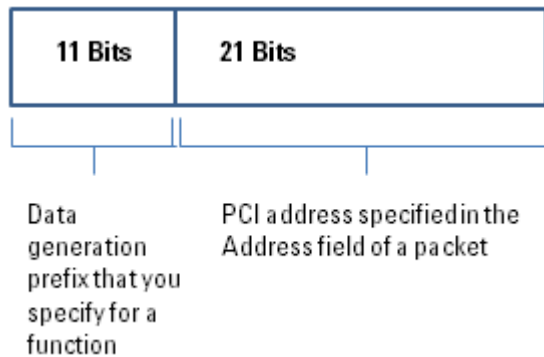 11 Bits
21 Bits
Data
generation
prefix that you
specify for a
function
PCI address specified in the
Address field of a packet